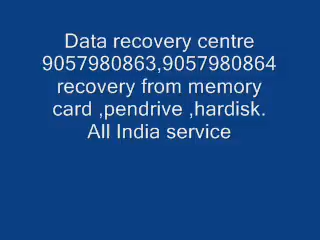 Data recovery centre
9057980863,9057980864
recovery from memory
card ,pendrive ,hardisk.
All India service